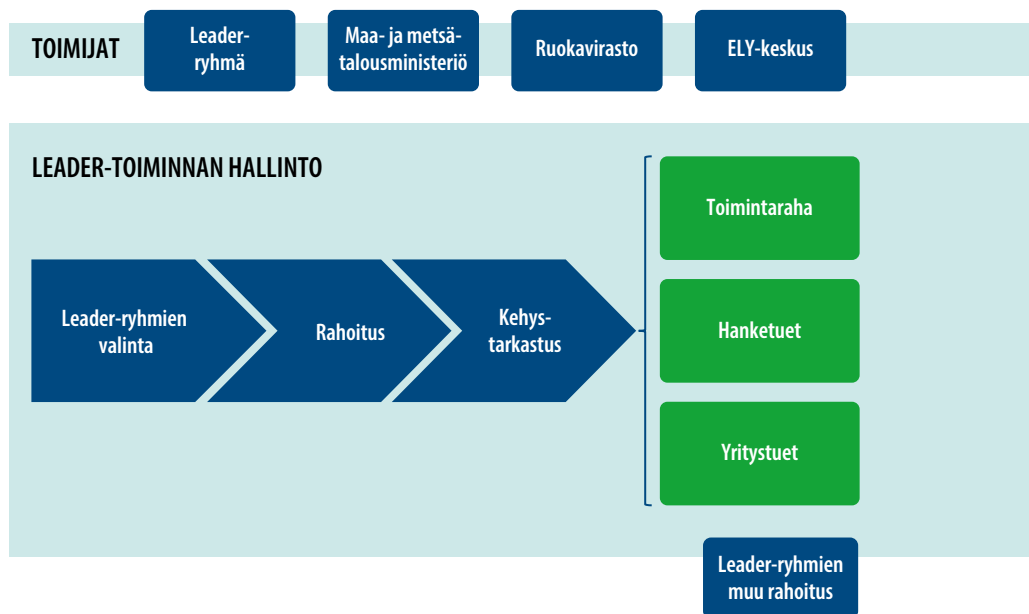 TOIMIJAT
Leader-
ryhmä
Maa- ja metsä-
talousministeriö
Ruokavirasto
ELY-keskus
LEADER-TOIMINNAN HALLINTO
Leader-ryhmien
valinta
Rahoitus
Kehys-
tarkastus
Toimintaraha
Hanketuet
Yritystuet
Leader-ryhmien
muu rahoitus